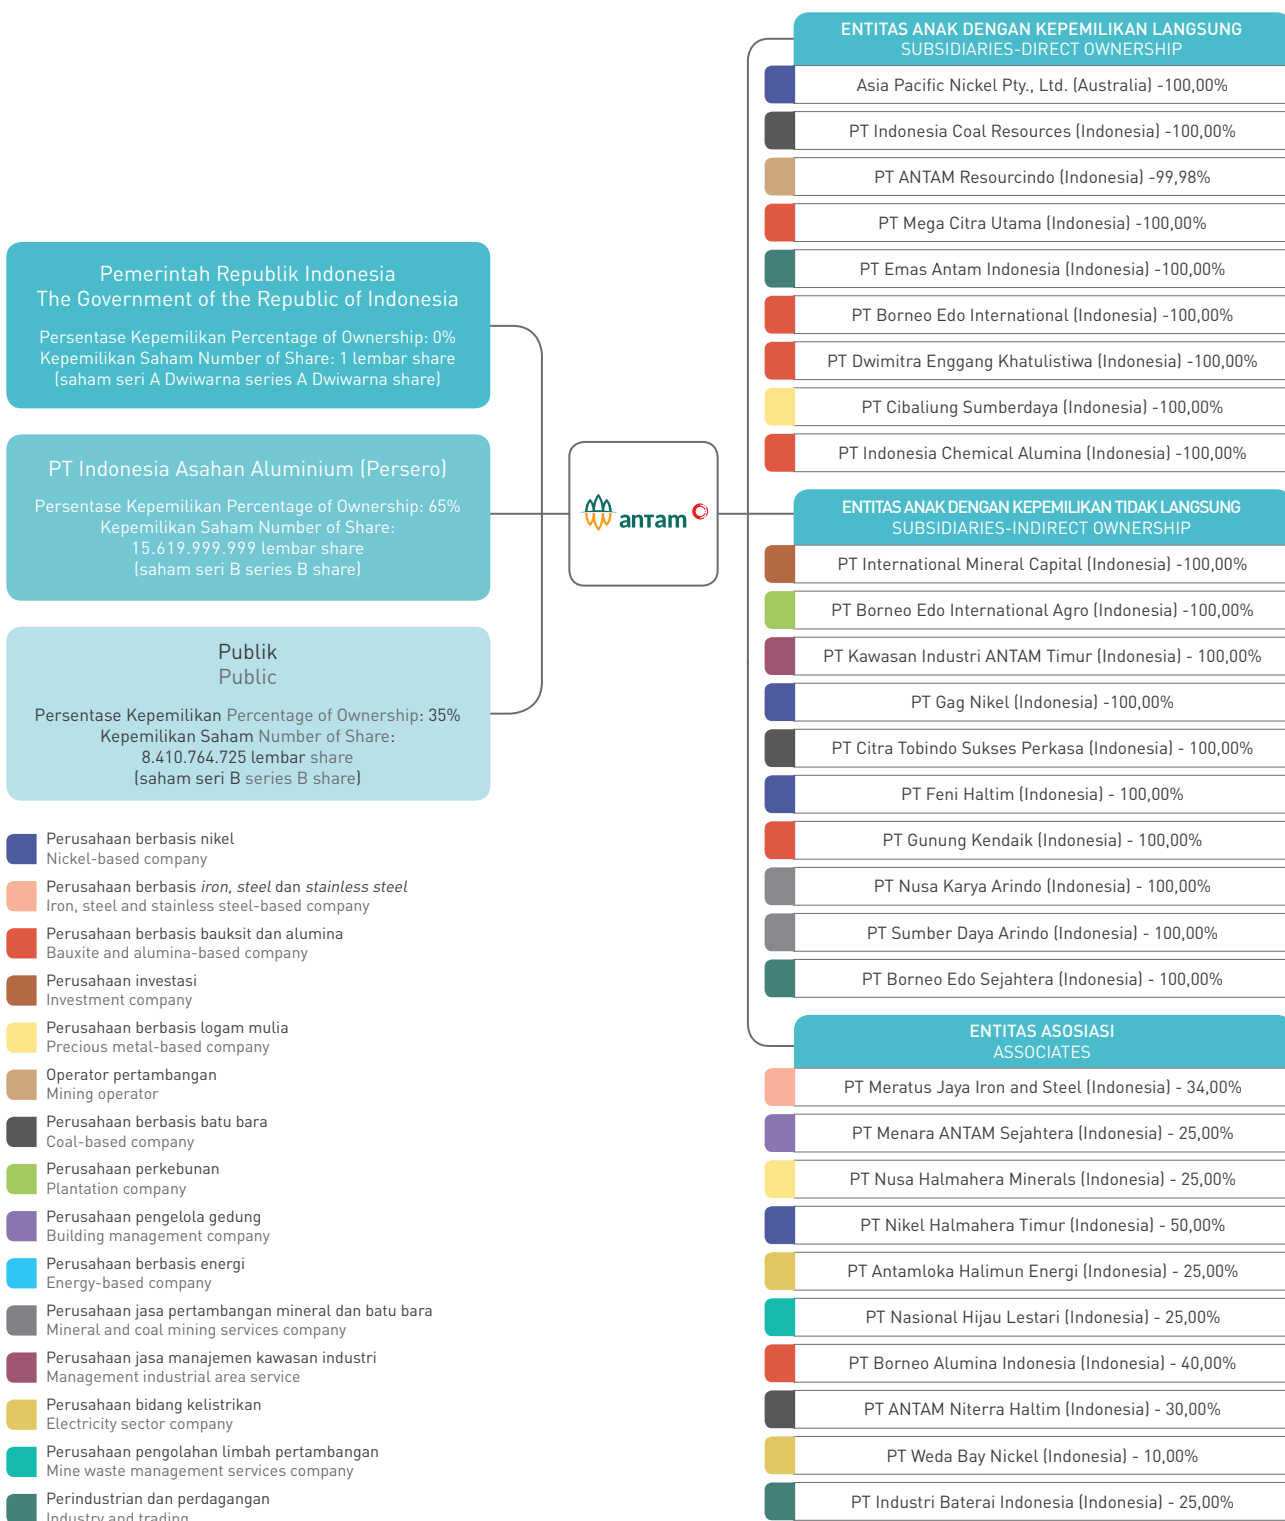 Pemerintah Republik Indonesia
The Government of the Republic of Indonesia
Persentase Kepemilikan Percentage of Ownership: 0%
Kepemilikan Saham Number of Share: 1 lembar share
(saham seri A Dwiwarna series A Dwiwarna share)
PT Indonesia Asahan Aluminium (Persero)
Persentase Kepemilikan Percentage of Ownership: 65%
Kepemilikan Saham Number of Share:
15.619.999.999 lembar share
(saham seri B series B share)
Publik
Public
Persentase Kepemilikan Percentage of Ownership: 35%
Kepemilikan Saham Number of Share:
8.410.764.725 lembar share
(saham seri B series B share)
antam
ENTITAS ANAK DENGAN KEPEMILIKAN LANGSUNG
SUBSIDIARIES-DIRECT OWNERSHIP
Asia Pacific Nickel Pty., Ltd. (Australia) -100,00%
PT Indonesia Coal Resources (Indonesia) -100,00%
PT ANTAM Resourcindo (Indonesia) -99,98%
PT Mega Citra Utama (Indonesia) -100,00%
PT Emas Antam Indonesia (Indonesia) -100,00%
PT Borneo Edo International (Indonesia) -100,00%
PT Dwimitra Enggang Khatulistiwa (Indonesia) -100,00%
PT Cibaliung Sumberdaya (Indonesia) -100,00%
PT Indonesia Chemical Alumina (Indonesia) -100,00%
ENTITAS ANAK DENGAN KEPEMILIKAN TIDAK LANGSUNG
SUBSIDIARIES-INDIRECT OWNERSHIP
PT International Mineral Capital (Indonesia) -100,00%
PT Borneo Edo International Agro (Indonesia) -100,00%
PT Kawasan Industri ANTAM Timur (Indonesia) - 100,00%
PT Gag Nikel (Indonesia) -100,00%
PT Citra Tobindo Sukses Perkasa (Indonesia) - 100,00%
PT Feni Haltim (Indonesia) - 100,00%
PT Gunung Kendaik (Indonesia) - 100,00%
PT Nusa Karya Arindo (Indonesia) - 100,00%
PT Sumber Daya Arindo (Indonesia) - 100,00%
PT Borneo Edo Sejahtera (Indonesia) - 100,00%
ENTITAS ASOSIASI
ASSOCIATES
PT Meratus Jaya Iron and Steel (Indonesia) - 34,00%
PT Menara ANTAM Sejahtera (Indonesia) - 25,00%
PT Nusa Halmahera Minerals (Indonesia) - 25,00%
PT Nikel Halmahera Timur (Indonesia) - 50,00%
PT Antamloka Halimun Energi (Indonesia) - 25,00%
PT Nasional Hijau Lestari (Indonesia) - 25,00%
PT Borneo Alumina Indonesia (Indonesia) - 40,00%
PT ANTAM Niterra Haltim (Indonesia) - 30,00%
PT Weda Bay Nickel (Indonesia) - 10,00%
PT Industri Baterai Indonesia (Indonesia) - 25,00%
Perusahaan berbasis nikel
Nickel-based company
Perusahaan berbasis iron, steel dan stainless steel
Iron, steel and stainless steel-based company
Perusahaan berbasis bauksit dan alumina
Bauxite and alumina-based company
Perusahaan investasi
Investment company
Perusahaan berbasis logam mulia
Precious metal-based company
Operator pertambangan
Mining operator
Perusahaan berbasis batu bara
Coal-based company
Perusahaan perkebunan
Plantation company
Perusahaan pengelola gedung
Building management company
Perusahaan berbasis energi
Energy-based company
Perusahaan jasa pertambangan mineral dan batu bara
Mineral and coal mining services company
Perusahaan jasa manajemen kawasan industri
Management industrial area service
Perusahaan bidang kelistrikan
Electricity sector company
Perusahaan pengolahan limbah pertambangan
Mine waste management services company
Perindustrian dan perdagangan
Industry and trading